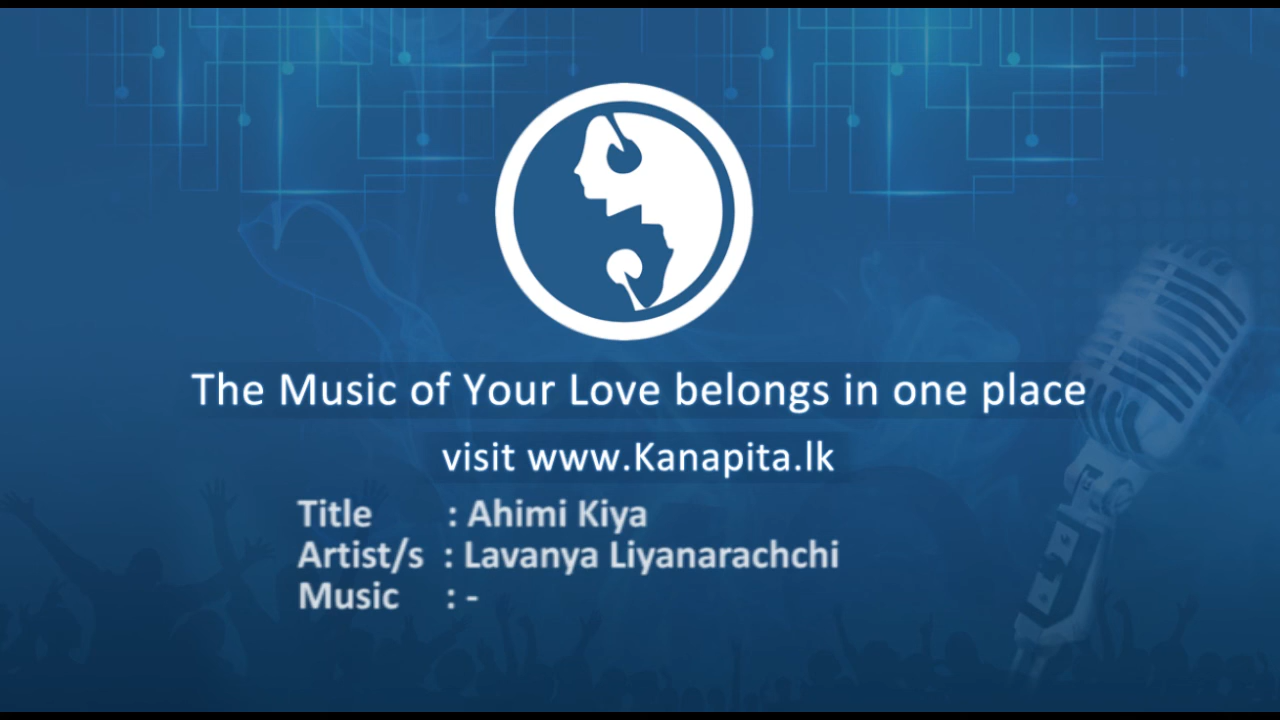 The Music of Your Love belongs in one place
visit www.Kanapita.lk
Title : Ahimi Kiya
Artist/s : Lavanya Liyanarachchi
Music : -